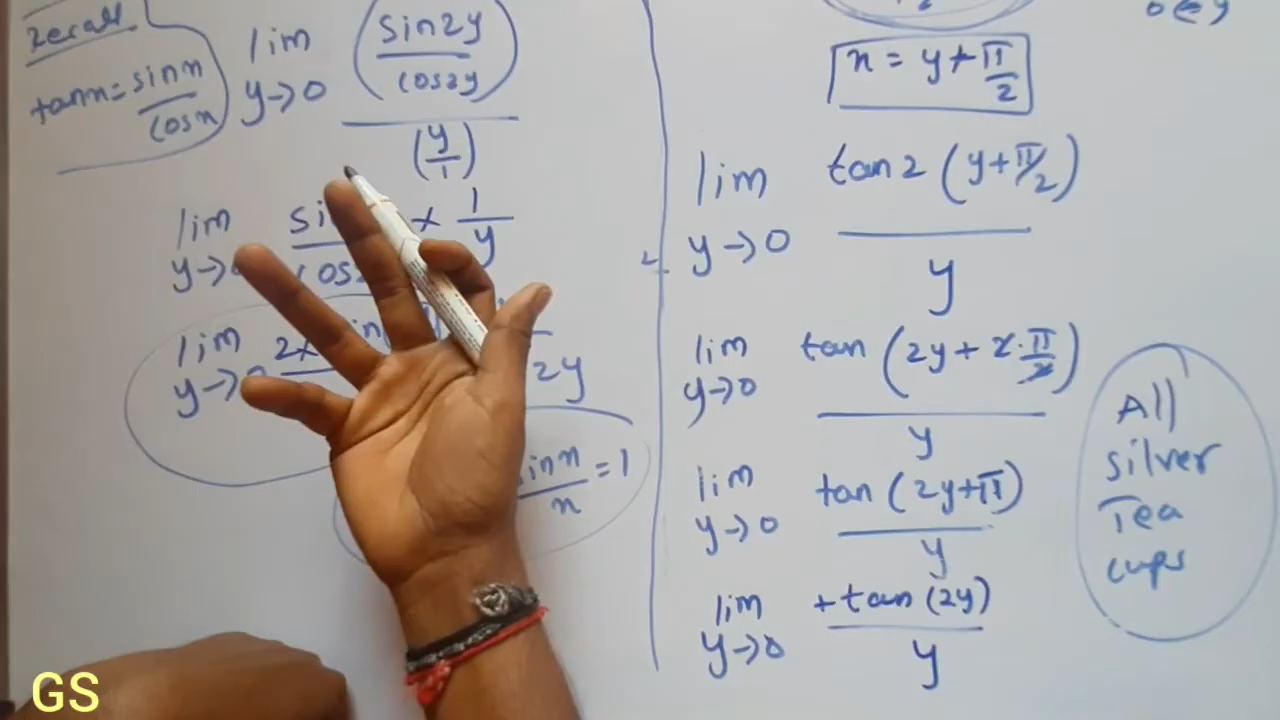 Recall
tanx = sinx/cosx
lim y→0 (sin2y/cos2y)/(y/1)
lim × 1/y
y→
lim 2×
y→0 2y
sinx/x = 1
0 ← y
x = y + π/2
lim y→0 tan2(y+π/2)/y
lim y→0 tan(2y+2·π/2)/y
lim y→0 tan(2y+π)/y
lim y→0 +tan(2y)/y
All
silver
Tea
cups
GS